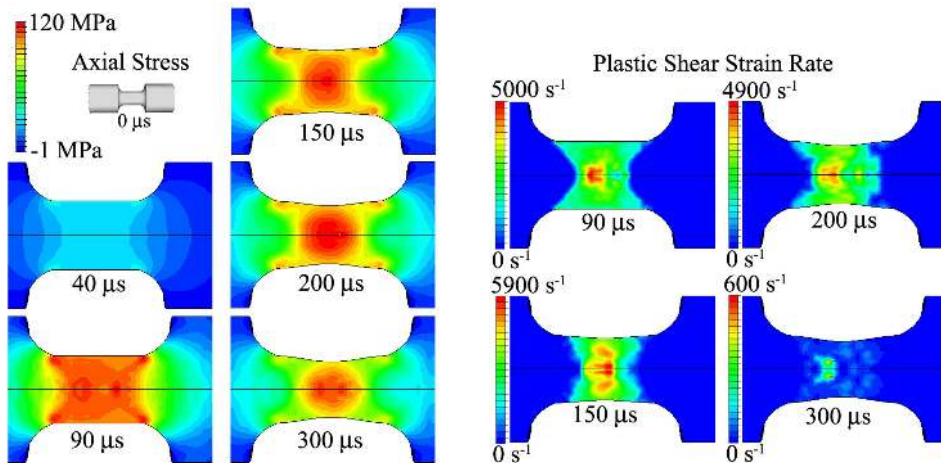 120 MPa
Axial Stress
0 µs
-1 MPa
150 µs
40 µs
200 µs
90 µs
300 µs
Plastic Shear Strain Rate
5000 s⁻¹
4900 s⁻¹
90 µs
200 µs
0 s⁻¹
0 s⁻¹
5900 s⁻¹
600 s⁻¹
150 µs
300 µs
0 s⁻¹
0 s⁻¹